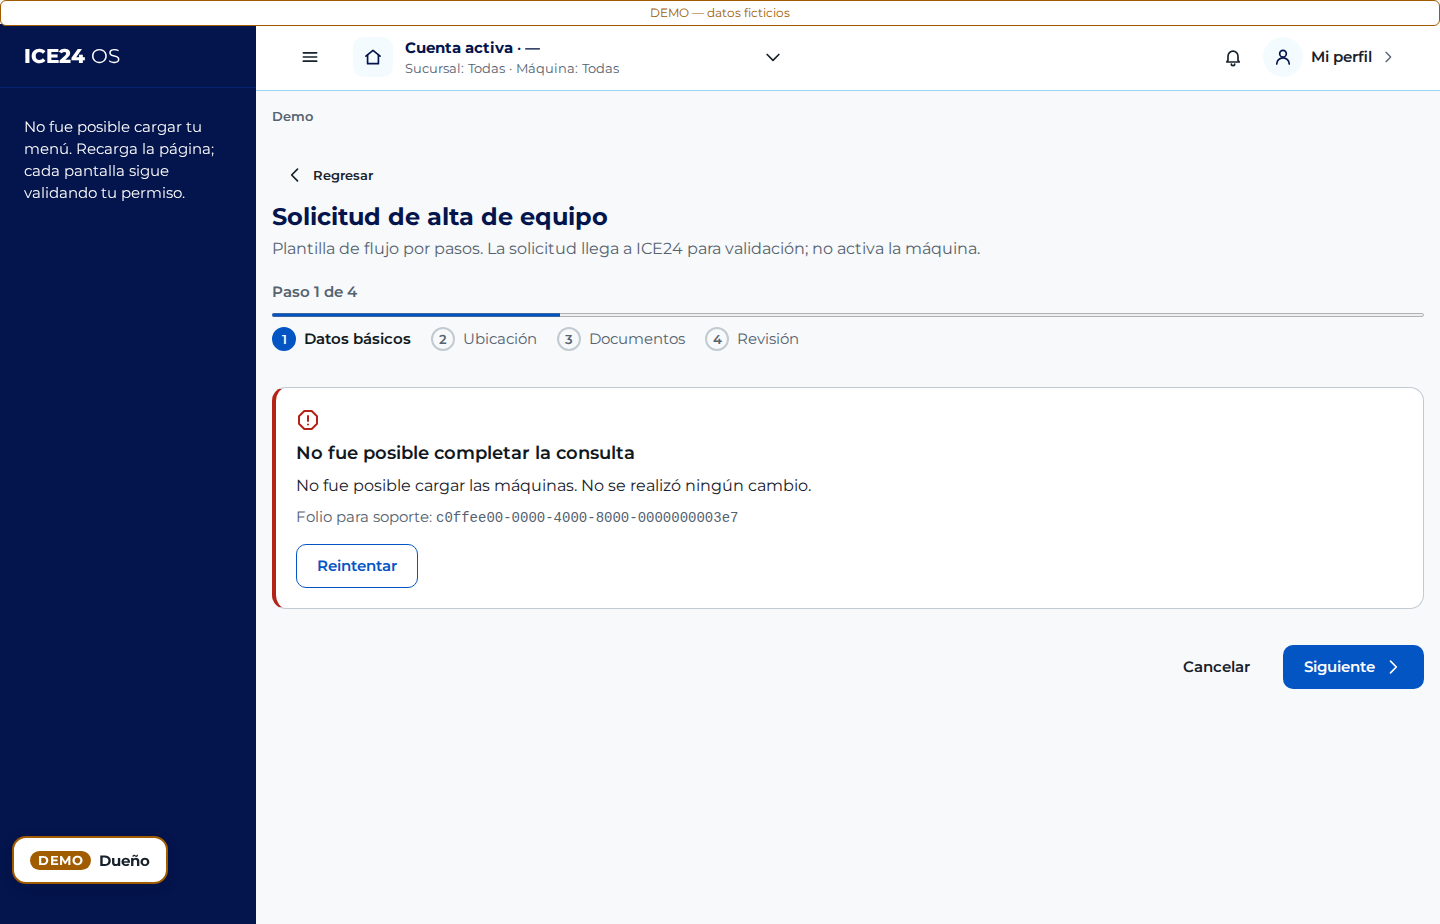 DEMO — datos ficticios
ICE24 OS
Cuenta activa · —
Sucursal: Todas · Máquina: Todas
Mi perfil
No fue posible cargar tu
menú. Recarga la página;
cada pantalla sigue
validando tu permiso.
Demo
Regresar
Solicitud de alta de equipo
Plantilla de flujo por pasos. La solicitud llega a ICE24 para validación; no activa la máquina.
Paso 1 de 4
1 Datos básicos 2 Ubicación 3 Documentos 4 Revisión
No fue posible completar la consulta
No fue posible cargar las máquinas. No se realizó ningún cambio.
Folio para soporte: c0ffee00-0000-4000-8000-0000000003e7
Reintentar
Cancelar Siguiente
DEMO Dueño